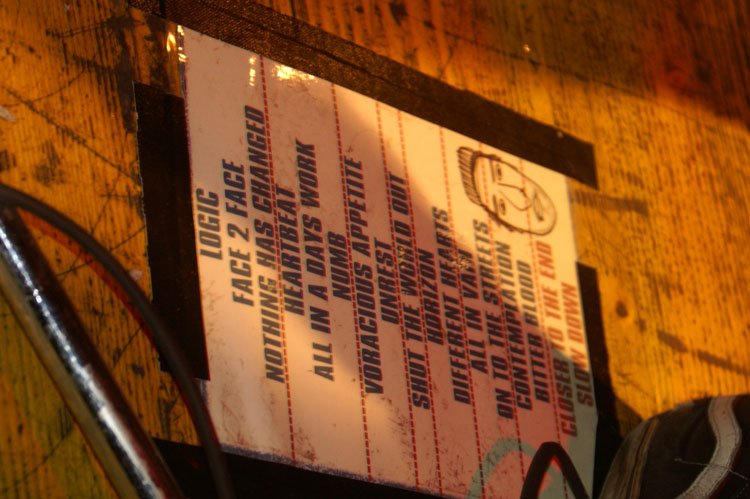 LOGIC
FACE 2 FACE
NOTHING HAS CHANGED
HEARTBEAT
ALL IN A DAYS WORK
NUMB
VORACIOUS APPETITE
UNREST
SHUT THE WORLD OUT
HORIZON
DIFFERENT HEARTS
ALL IN VAIN
ON TO THE STREETS
CONTEMPLATION
BITTER BLOOD
CLOSER TO THE END
SLOW DOWN